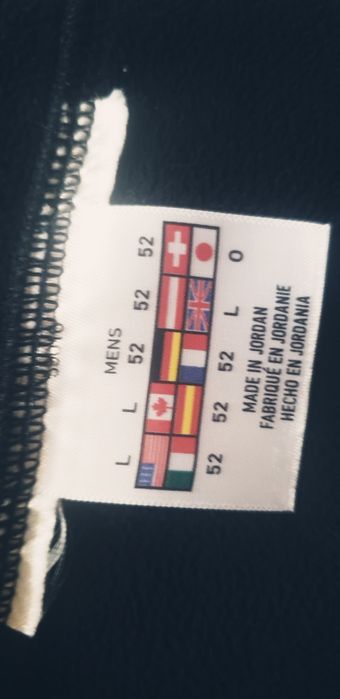 MENS
L L 52 52 52
52 52 52 L O
MADE IN JORDAN
FABRIQUÉ EN JORDANIE
HECHO EN JORDANIA